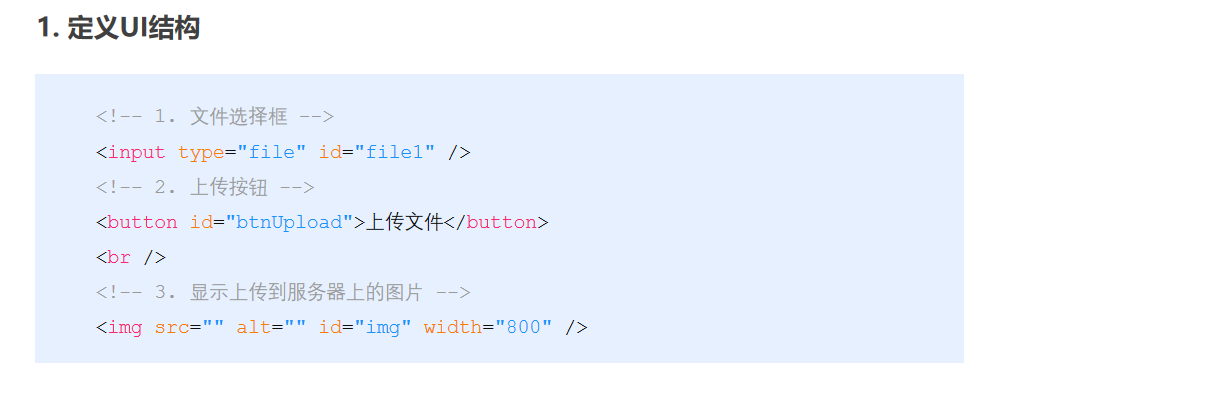 1. 定义UI结构
<!-- 1. 文件选择框 -->
<input type="file" id="file1" />
<!-- 2. 上传按钮 -->
<button id="btnUpload">上传文件</button>
<br />
<!-- 3. 显示上传到服务器上的图片 -->
<img src="" alt="" id="img" width="800" />